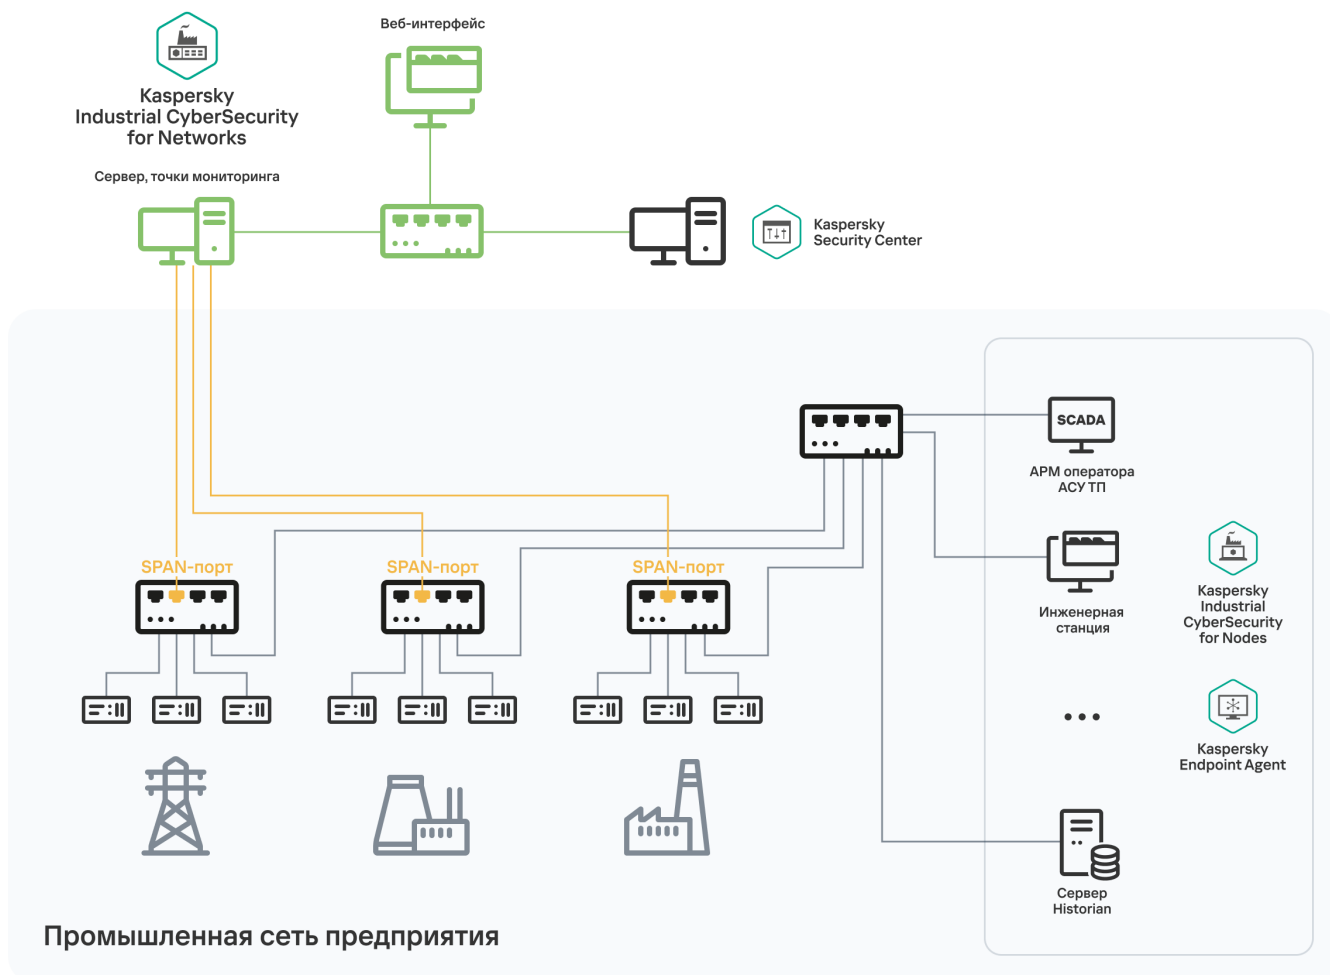 Веб-интерфейс
Kaspersky
Industrial CyberSecurity
for Networks
Сервер, точки мониторинга
Kaspersky
Security Center
SCADA
АРМ оператора
АСУ ТП
SPAN-порт
SPAN-порт
SPAN-порт
Инженерная
станция
Kaspersky
Industrial
CyberSecurity
for Nodes
Kaspersky
Endpoint Agent
Сервер
Historian
Промышленная сеть предприятия